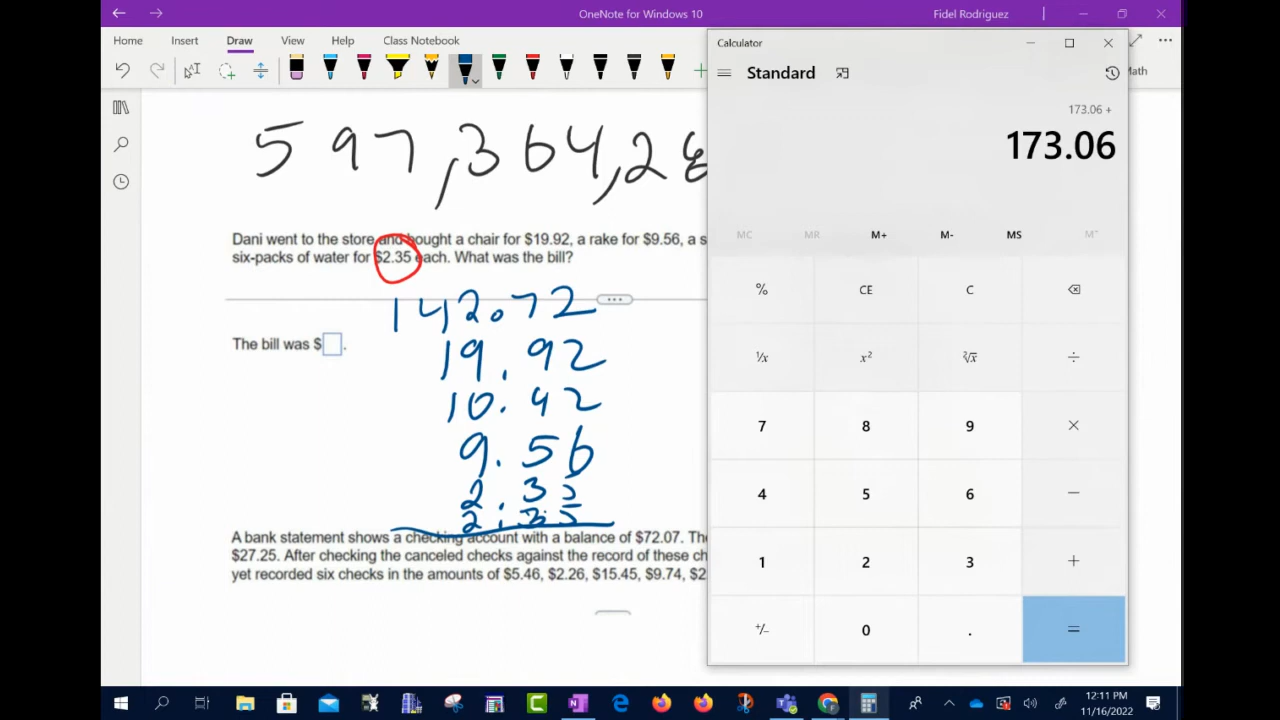 OneNote for Windows 10 Fidel Rodriguez
Home Insert Draw View Help Class Notebook
Math
Calculator
Standard
173.06 +
173.06
MC MR M+ M- MS M˅
% CE C
1/x x² ²√x ÷
7 8 9 ×
4 5 6 −
1 2 3 +
+/− 0 . =
597,364,28
Dani went to the store and bought a chair for $19.92, a rake for $9.56, a s
six-packs of water for $2.35 each. What was the bill?
142.72
The bill was $ .
19.92
10.42
9.56
2.35
2.35
A bank statement shows a checking account with a balance of $72.07. The
$27.25. After checking the canceled checks against the record of these ch
yet recorded six checks in the amounts of $5.46, $2.26, $15.45, $9.74, $2
12:11 PM
11/16/2022